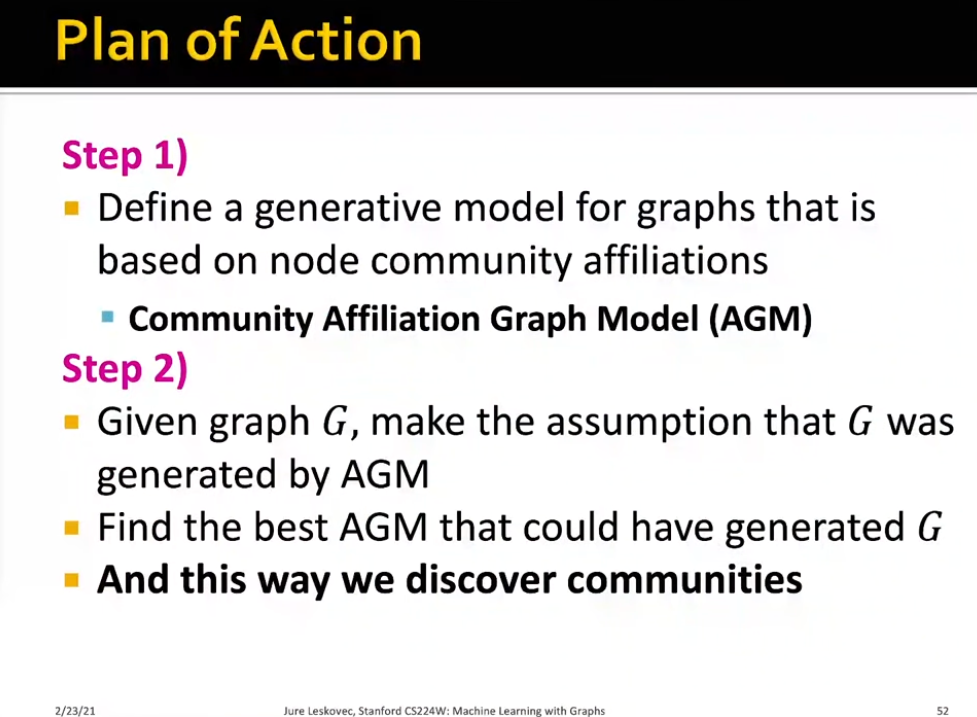 Plan of Action
Step 1)
Define a generative model for graphs that is
based on node community affiliations
Community Affiliation Graph Model (AGM)
Step 2)
Given graph G, make the assumption that G was
generated by AGM
Find the best AGM that could have generated G
And this way we discover communities
2/23/21
Jure Leskovec, Stanford CS224W: Machine Learning with Graphs
52